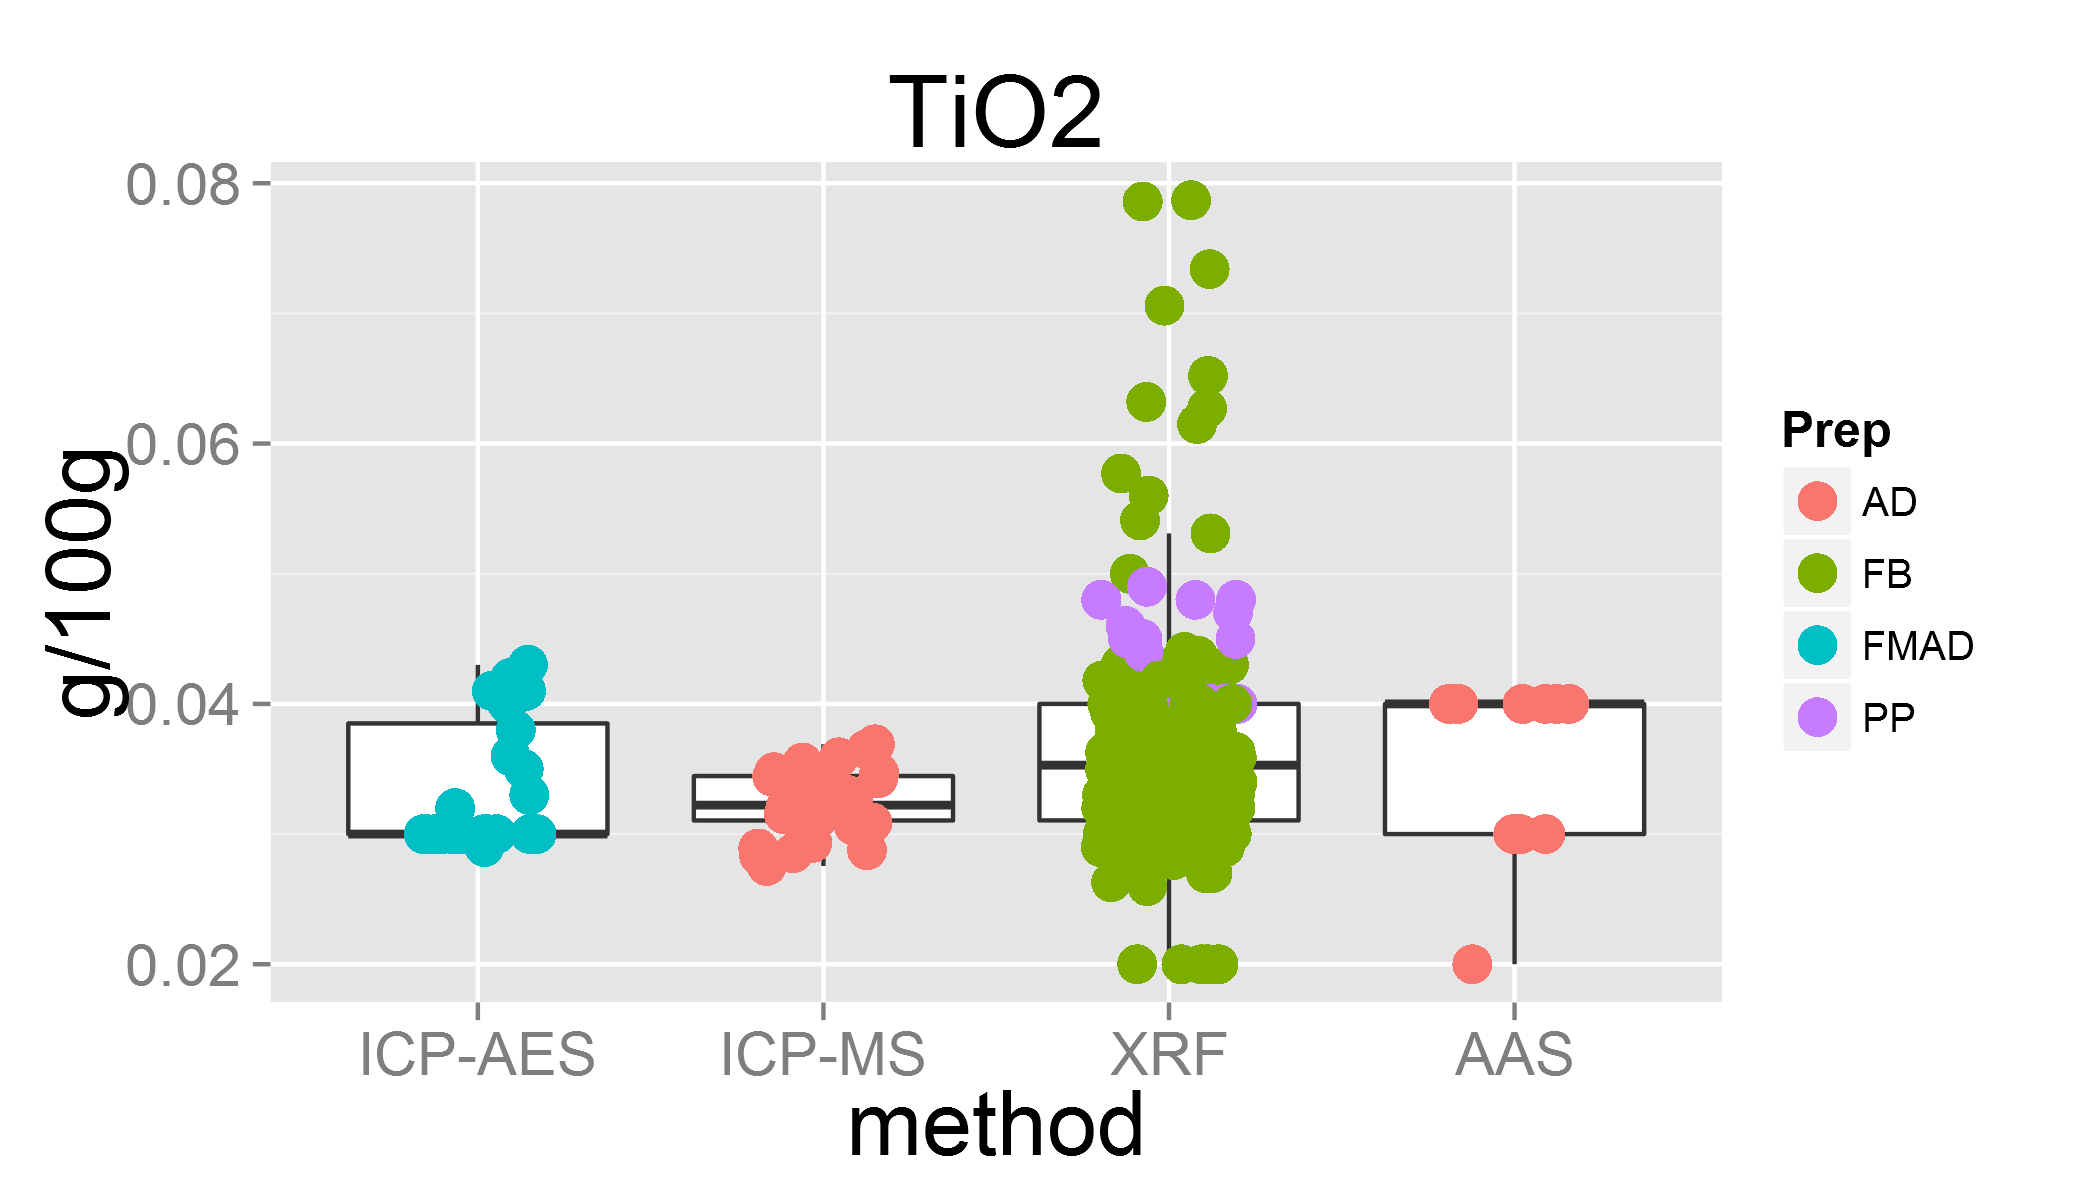 TiO2
g/100g
0.08
0.06
0.04
0.02
ICP-AES
ICP-MS
XRF
AAS
method
Prep
AD
FB
FMAD
PP